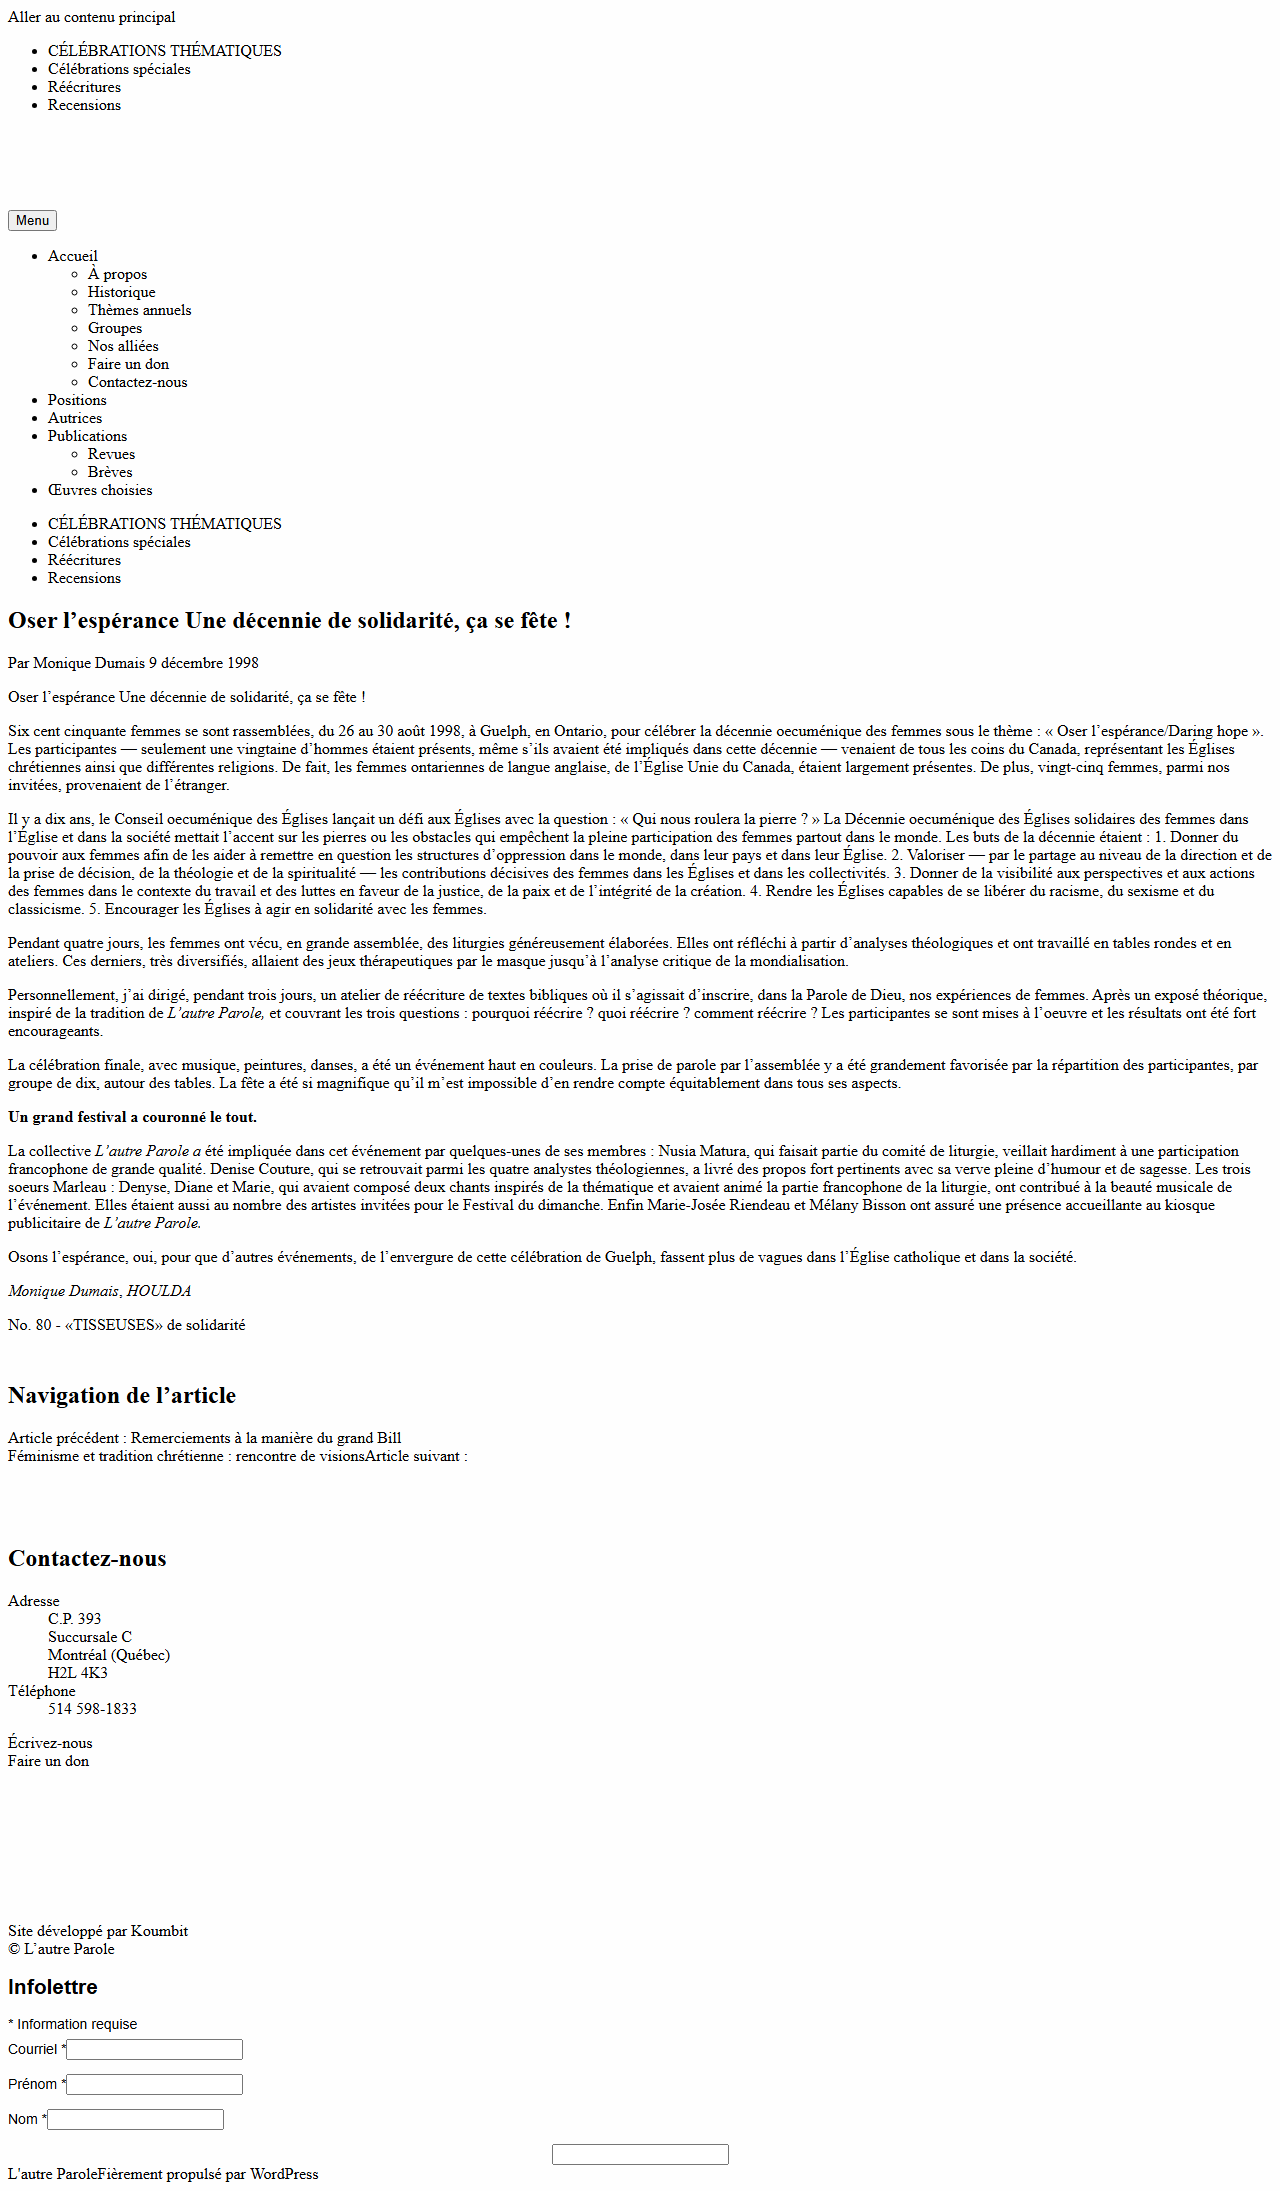 Aller au contenu principal
CÉLÉBRATIONS THÉMATIQUES
Célébrations spéciales
Réécritures
Recensions
Menu
Accueil
À propos
Historique
Thèmes annuels
Groupes
Nos alliées
Faire un don
Contactez-nous
Positions
Autrices
Publications
Revues
Brèves
Œuvres choisies
CÉLÉBRATIONS THÉMATIQUES
Célébrations spéciales
Réécritures
Recensions
Oser l’espérance Une décennie de solidarité, ça se fête !
Par Monique Dumais 9 décembre 1998
Oser l’espérance Une décennie de solidarité, ça se fête !
Six cent cinquante femmes se sont rassemblées, du 26 au 30 août 1998, à Guelph, en Ontario, pour célébrer la décennie oecuménique des femmes sous le thème : « Oser l’espérance/Daring hope ».
Les participantes — seulement une vingtaine d’hommes étaient présents, même s’ils avaient été impliqués dans cette décennie — venaient de tous les coins du Canada, représentant les Églises
chrétiennes ainsi que différentes religions. De fait, les femmes ontariennes de langue anglaise, de l’Église Unie du Canada, étaient largement présentes. De plus, vingt-cinq femmes, parmi nos
invitées, provenaient de l’étranger.
Il y a dix ans, le Conseil oecuménique des Églises lançait un défi aux Églises avec la question : « Qui nous roulera la pierre ? » La Décennie oecuménique des Églises solidaires des femmes dans
l’Église et dans la société mettait l’accent sur les pierres ou les obstacles qui empêchent la pleine participation des femmes partout dans le monde. Les buts de la décennie étaient : 1. Donner du
pouvoir aux femmes afin de les aider à remettre en question les structures d’oppression dans le monde, dans leur pays et dans leur Église. 2. Valoriser — par le partage au niveau de la direction et de
la prise de décision, de la théologie et de la spiritualité — les contributions décisives des femmes dans les Églises et dans les collectivités. 3. Donner de la visibilité aux perspectives et aux actions
des femmes dans le contexte du travail et des luttes en faveur de la justice, de la paix et de l’intégrité de la création. 4. Rendre les Églises capables de se libérer du racisme, du sexisme et du
classicisme. 5. Encourager les Églises à agir en solidarité avec les femmes.
Pendant quatre jours, les femmes ont vécu, en grande assemblée, des liturgies généreusement élaborées. Elles ont réfléchi à partir d’analyses théologiques et ont travaillé en tables rondes et en
ateliers. Ces derniers, très diversifiés, allaient des jeux thérapeutiques par le masque jusqu’à l’analyse critique de la mondialisation.
Personnellement, j’ai dirigé, pendant trois jours, un atelier de réécriture de textes bibliques où il s’agissait d’inscrire, dans la Parole de Dieu, nos expériences de femmes. Après un exposé théorique,
inspiré de la tradition de L’autre Parole, et couvrant les trois questions : pourquoi réécrire ? quoi réécrire ? comment réécrire ? Les participantes se sont mises à l’oeuvre et les résultats ont été fort
encourageants.
La célébration finale, avec musique, peintures, danses, a été un événement haut en couleurs. La prise de parole par l’assemblée y a été grandement favorisée par la répartition des participantes, par
groupe de dix, autour des tables. La fête a été si magnifique qu’il m’est impossible d’en rendre compte équitablement dans tous ses aspects.
Un grand festival a couronné le tout.
La collective L’autre Parole a été impliquée dans cet événement par quelques-unes de ses membres : Nusia Matura, qui faisait partie du comité de liturgie, veillait hardiment à une participation
francophone de grande qualité. Denise Couture, qui se retrouvait parmi les quatre analystes théologiennes, a livré des propos fort pertinents avec sa verve pleine d’humour et de sagesse. Les trois
soeurs Marleau : Denyse, Diane et Marie, qui avaient composé deux chants inspirés de la thématique et avaient animé la partie francophone de la liturgie, ont contribué à la beauté musicale de
l’événement. Elles étaient aussi au nombre des artistes invitées pour le Festival du dimanche. Enfin Marie-Josée Riendeau et Mélany Bisson ont assuré une présence accueillante au kiosque
publicitaire de L’autre Parole.
Osons l’espérance, oui, pour que d’autres événements, de l’envergure de cette célébration de Guelph, fassent plus de vagues dans l’Église catholique et dans la société.
Monique Dumais, HOULDA
No. 80 - «TISSEUSES» de solidarité
Navigation de l’article
Article précédent : Remerciements à la manière du grand Bill
Féminisme et tradition chrétienne : rencontre de visionsArticle suivant :
Contactez-nous
Adresse
C.P. 393
Succursale C
Montréal (Québec)
H2L 4K3
Téléphone
514 598-1833
Écrivez-nous
Faire un don
Site développé par Koumbit
© L’autre Parole
Infolettre
* Information requise
Courriel *
Prénom *
Nom *
L'autre ParoleFièrement propulsé par WordPress